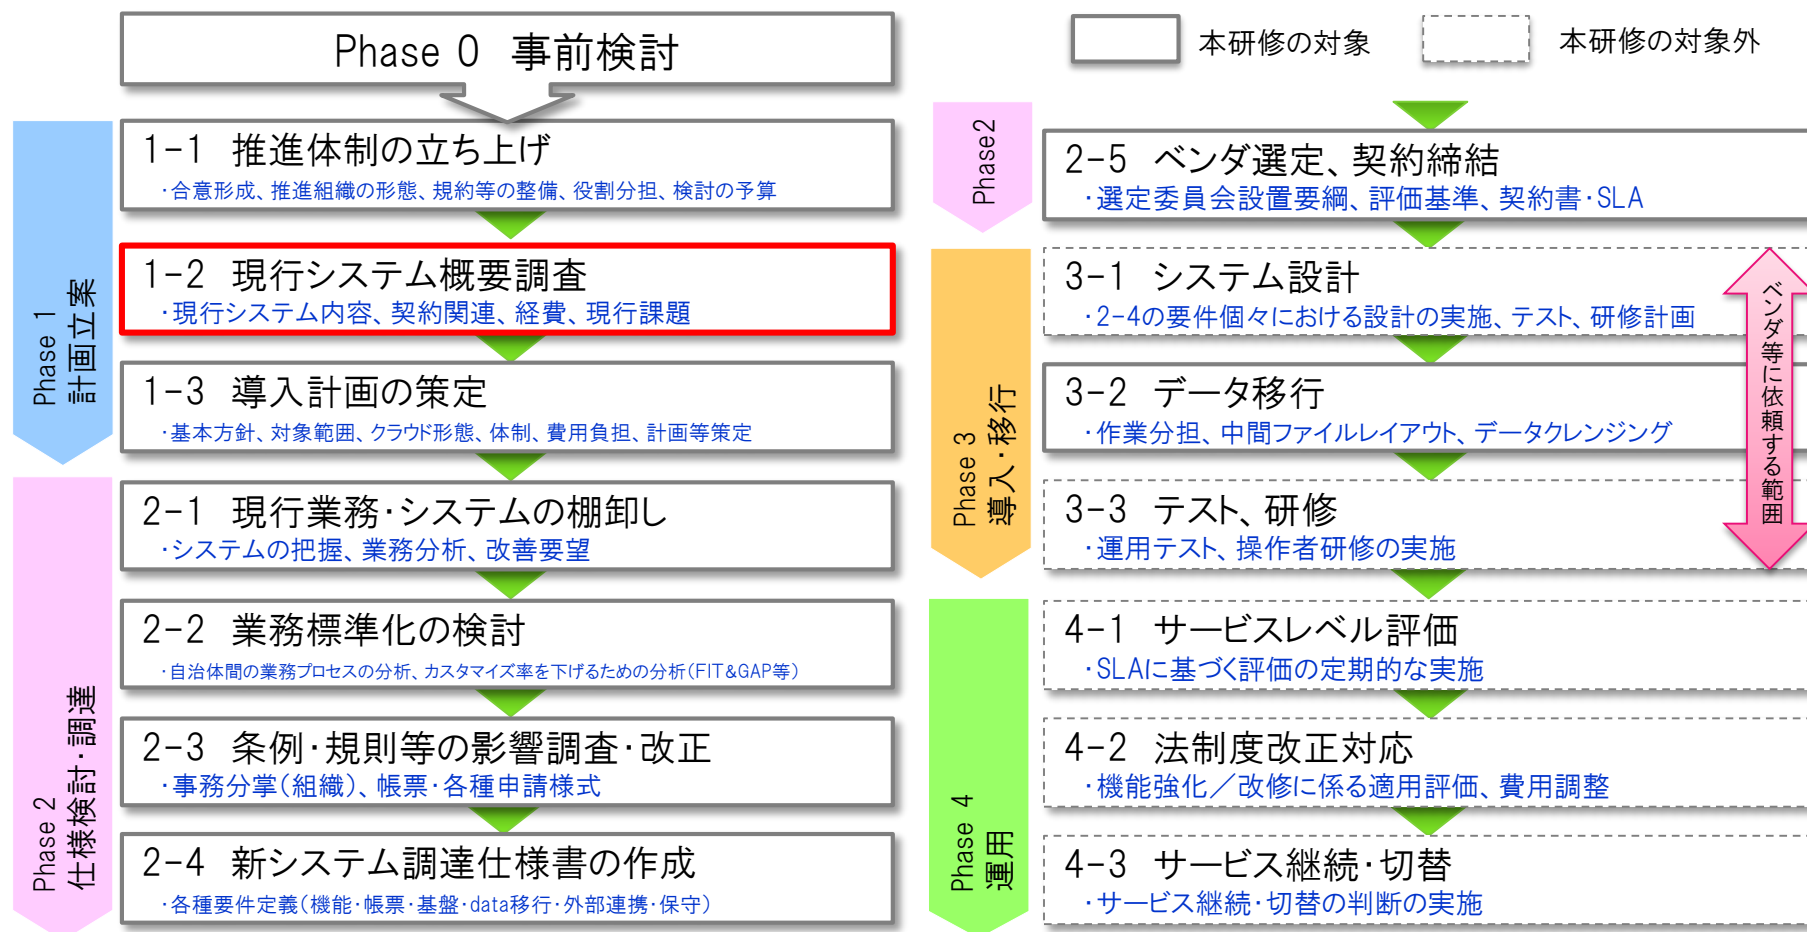 Phase 0 事前検討
Phase 1
計画立案
1-1 推進体制の立ち上げ
・合意形成、推進組織の形態、規約等の整備、役割分担、検討の予算
1-2 現行システム概要調査
・現行システム内容、契約関連、経費、現行課題
1-3 導入計画の策定
・基本方針、対象範囲、クラウド形態、体制、費用負担、計画等策定
Phase 2
仕様検討・調達
2-1 現行業務・システムの棚卸し
・システムの把握、業務分析、改善要望
2-2 業務標準化の検討
・自治体間の業務プロセスの分析、カスタマイズ率を下げるための分析(FIT&GAP等)
2-3 条例・規則等の影響調査・改正
・事務分掌(組織)、帳票・各種申請様式
2-4 新システム調達仕様書の作成
・各種要件定義(機能・帳票・基盤・data移行・外部連携・保守)
本研修の対象
本研修の対象外
Phase2
2-5 ベンダ選定、契約締結
・選定委員会設置要綱、評価基準、契約書・SLA
Phase 3
導入・移行
3-1 システム設計
・2-4の要件個々における設計の実施、テスト、研修計画
3-2 データ移行
・作業分担、中間ファイルレイアウト、データクレンジング
3-3 テスト、研修
・運用テスト、操作者研修の実施
ベンダ等に依頼する範囲
Phase 4
運用
4-1 サービスレベル評価
・SLAに基づく評価の定期的な実施
4-2 法制度改正対応
・機能強化/改修に係る適用評価、費用調整
4-3 サービス継続・切替
・サービス継続・切替の判断の実施